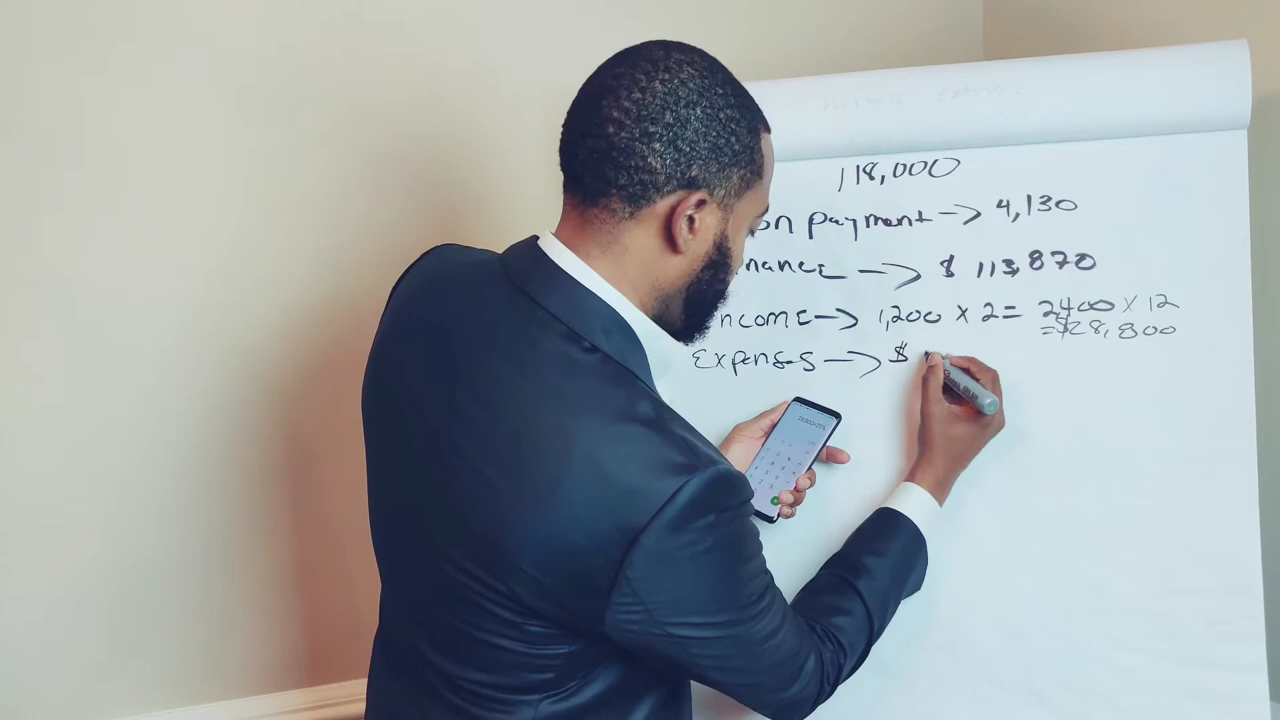 118,000
on payment -> 4,130
nance -> $ 113,870
ncome -> 1,200 x 2 = 2400 x 12
= $28,800
Expenses -> $